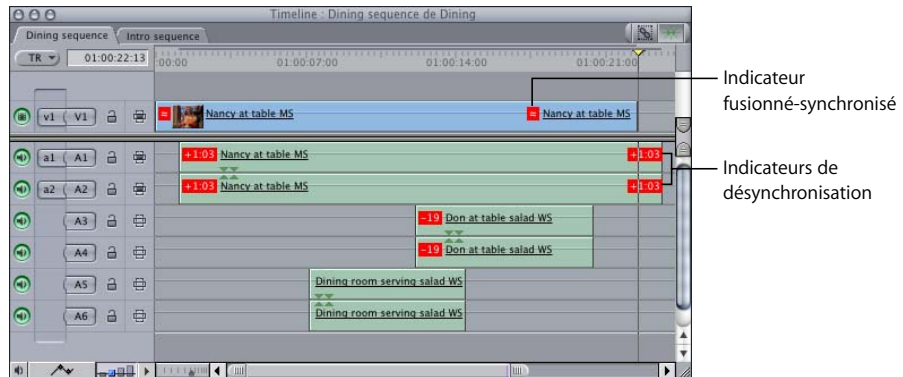 Timeline : Dining sequence de Dining
Dining sequence Intro sequence
TR 01:00:22:13 :00:00 01:00:07:00 01:00:14:00 01:00:21:00
Indicateur
fusionné-synchronisé
v1 V1 ≈ Nancy at table MS ≈ Nancy at table MS
a1 A1 +1:03 Nancy at table MS +1:03
Indicateurs de
désynchronisation
a2 A2 +1:03 Nancy at table MS +1:03
A3 -19 Don at table salad WS
A4 -19 Don at table salad WS
A5 Dining room serving salad WS
A6 Dining room serving salad WS